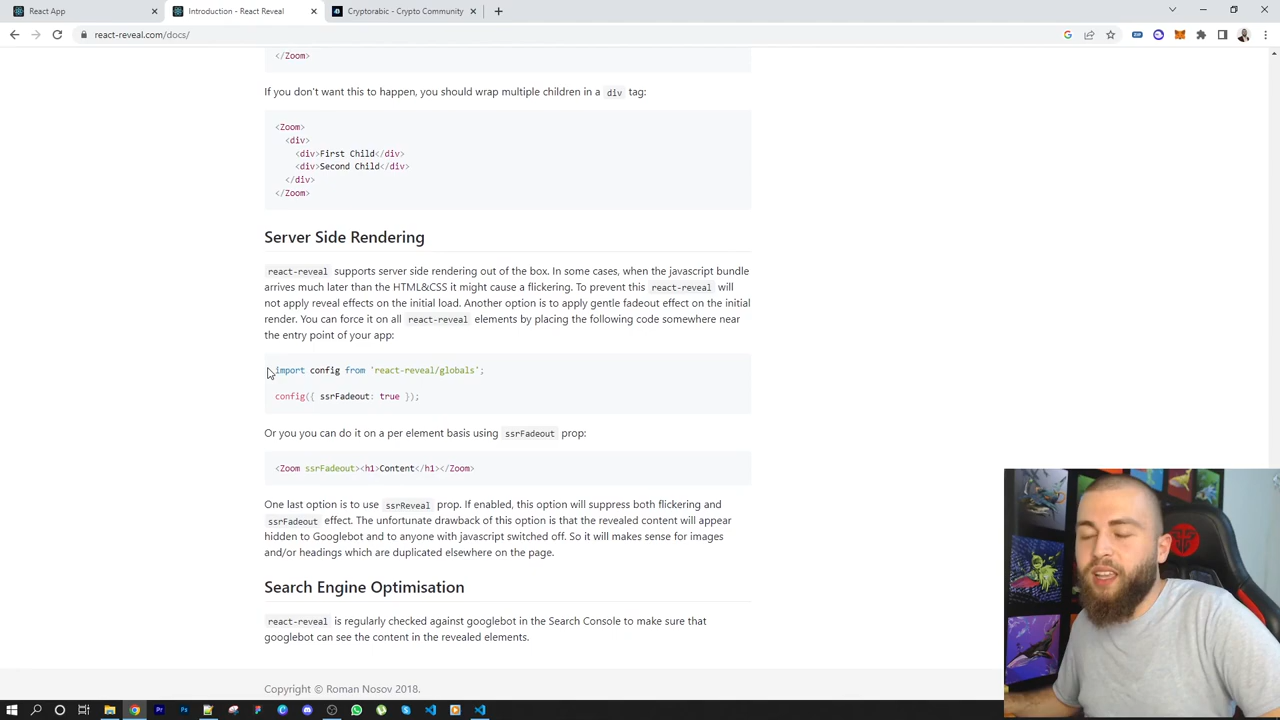 React App
Introduction - React Reveal
Cryptorabic - Crypto Community
react-reveal.com/docs/
</Zoom>
If you don't want this to happen, you should wrap multiple children in a div tag:
<Zoom>
<div>
<div>First Child</div>
<div>Second Child</div>
</div>
</Zoom>
Server Side Rendering
react-reveal supports server side rendering out of the box. In some cases, when the javascript bundle
arrives much later than the HTML&CSS it might cause a flickering. To prevent this react-reveal will
not apply reveal effects on the initial load. Another option is to apply gentle fadeout effect on the initial
render. You can force it on all react-reveal elements by placing the following code somewhere near
the entry point of your app:
import config from 'react-reveal/globals';
config({ ssrFadeout: true });
Or you you can do it on a per element basis using ssrFadeout prop:
<Zoom ssrFadeout><h1>Content</h1></Zoom>
One last option is to use ssrReveal prop. If enabled, this option will suppress both flickering and
ssrFadeout effect. The unfortunate drawback of this option is that the revealed content will appear
hidden to Googlebot and to anyone with javascript switched off. So it will makes sense for images
and/or headings which are duplicated elsewhere on the page.
Search Engine Optimisation
react-reveal is regularly checked against googlebot in the Search Console to make sure that
googlebot can see the content in the revealed elements.
Copyright © Roman Nosov 2018.